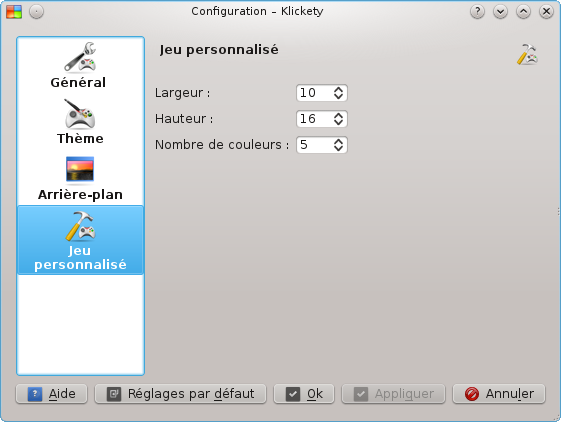 Configuration – Klickety
Général
Thème
Arrière-plan
Jeu
personnalisé
Jeu personnalisé
Largeur : 10
Hauteur : 16
Nombre de couleurs : 5
Aide
Réglages par défaut
Ok
Appliquer
Annuler